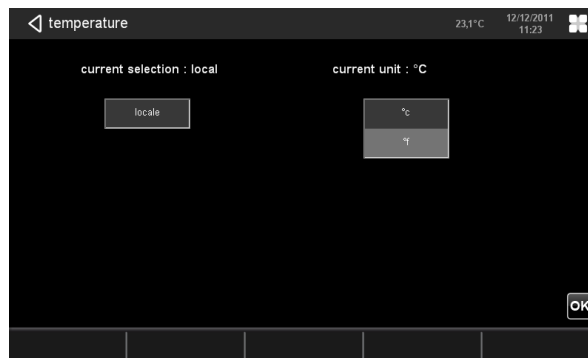 temperature
23,1°C
12/12/2011
11:23
current selection : local
current unit : °C
locale
°c
°f
OK